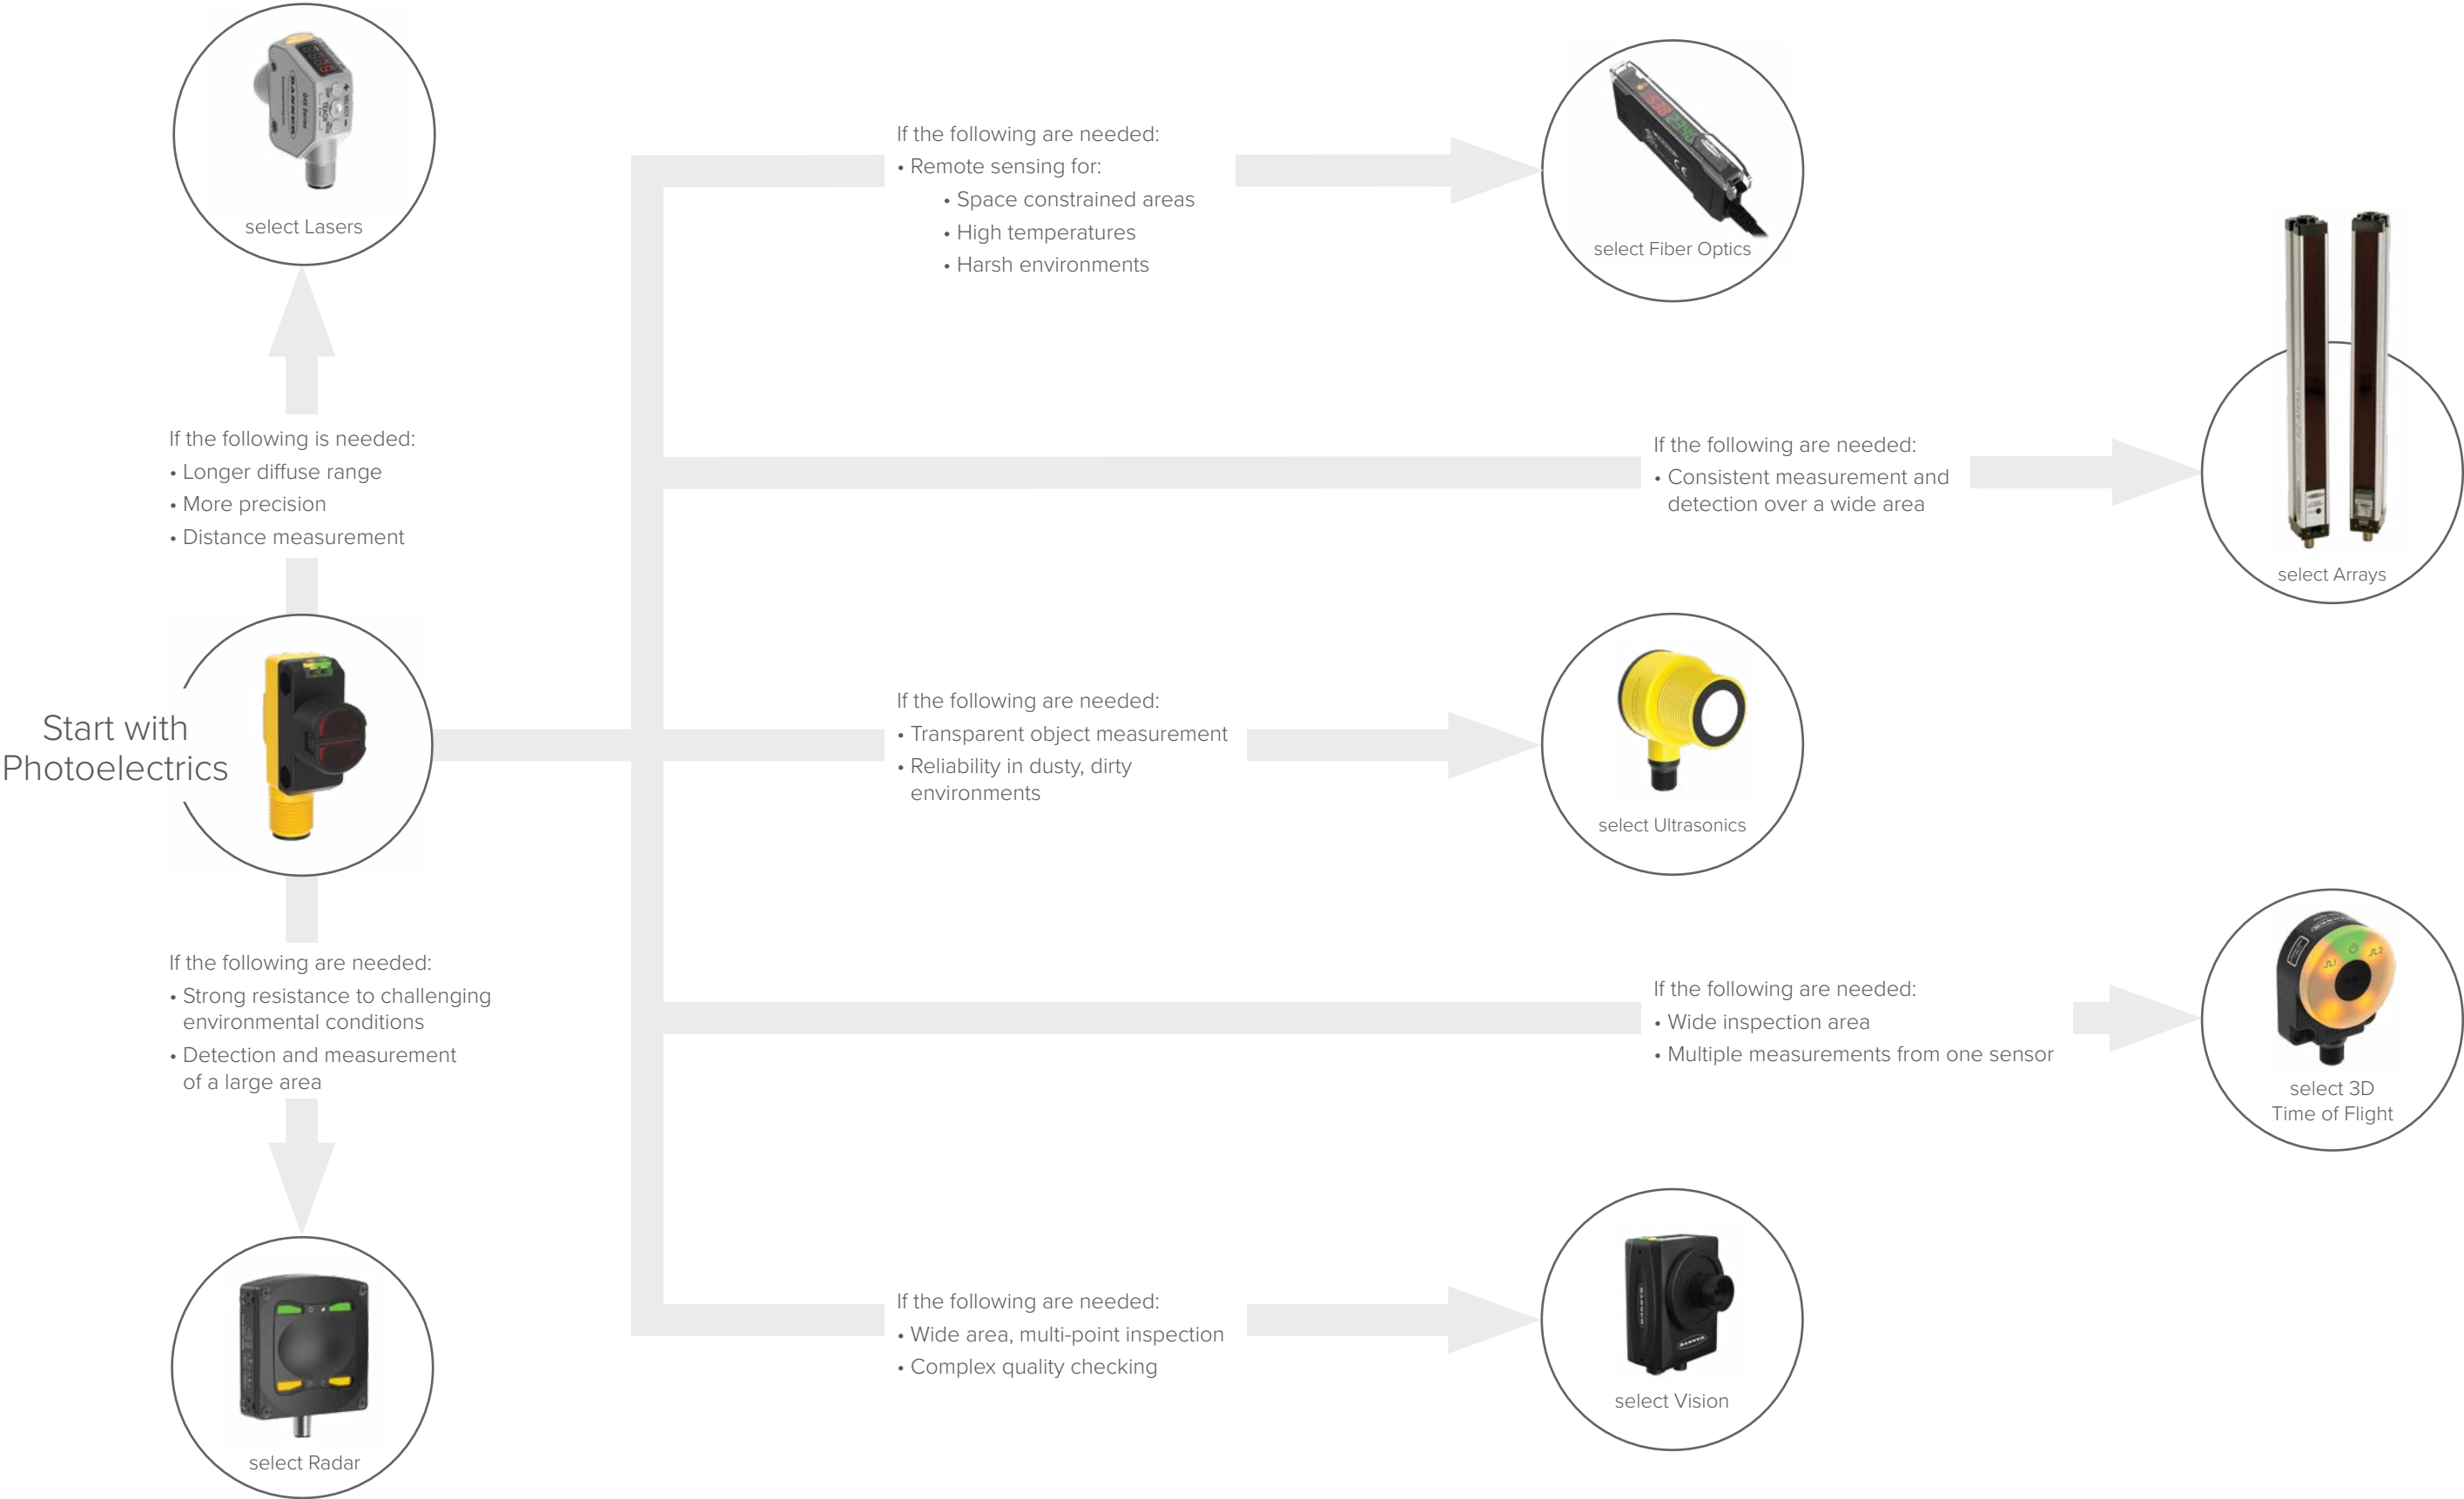 select Lasers
If the following is needed:
• Longer diffuse range
• More precision
• Distance measurement
Start with
Photoelectrics
If the following are needed:
• Strong resistance to challenging
environmental conditions
• Detection and measurement
of a large area
select Radar
If the following are needed:
• Remote sensing for:
• Space constrained areas
• High temperatures
• Harsh environments
select Fiber Optics
If the following are needed:
• Consistent measurement and
detection over a wide area
select Arrays
If the following are needed:
• Transparent object measurement
• Reliability in dusty, dirty
environments
select Ultrasonics
If the following are needed:
• Wide inspection area
• Multiple measurements from one sensor
select 3D
Time of Flight
If the following are needed:
• Wide area, multi-point inspection
• Complex quality checking
select Vision